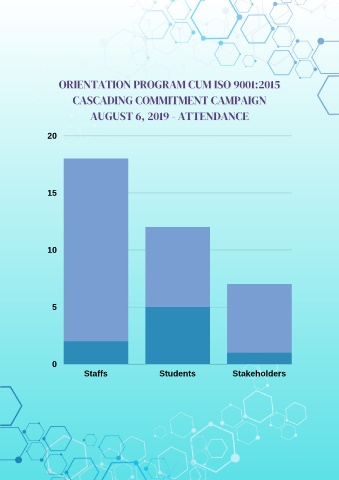 ORIENTATION PROGRAM CUM ISO 9001:2015
CASCADING COMMITMENT CAMPAIGN
AUGUST 6, 2019 - ATTENDANCE
20
15
10
5
0
Staffs Students Stakeholders